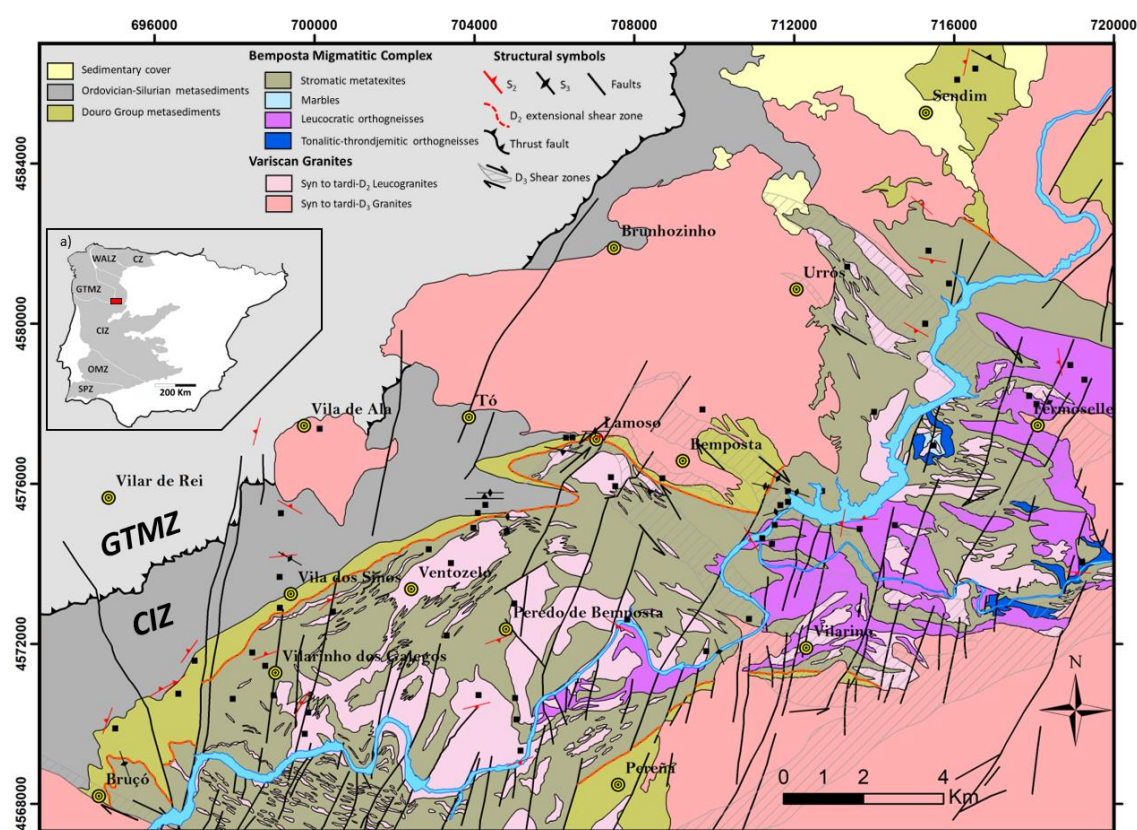 696000
700000
704000
708000
712000
716000
720000
4584000
4580000
4576000
4572000
4568000
Sedimentary cover
Ordovician-Silurian metasediments
Douro Group metasediments
Bemposta Migmatitic Complex
Stromatic metatexites
Marbles
Leucocratic orthogneisses
Tonalitic-throndjemitic orthogneisses
Variscan Granites
Syn to tardi-D2 Leucogranites
Syn to tardi-D3 Granites
Structural symbols
S2
S3
Faults
D2 extensional shear zone
Thrust fault
D3 Shear zones
a)
WALZ
CZ
GTMZ
CIZ
OMZ
SPZ
200 Km
Sendim
Brunhozinho
Urrós
Vila de Ala
Tó
Lamoso
Bemposta
Fermoselle
Vilar de Rei
GTMZ
CIZ
Vila dos Sinos
Ventozelo
Peredo de Bemposta
Vilarino
Vilarinho dos Galegos
Bruçó
Pereña
N
0 1 2 4
Km